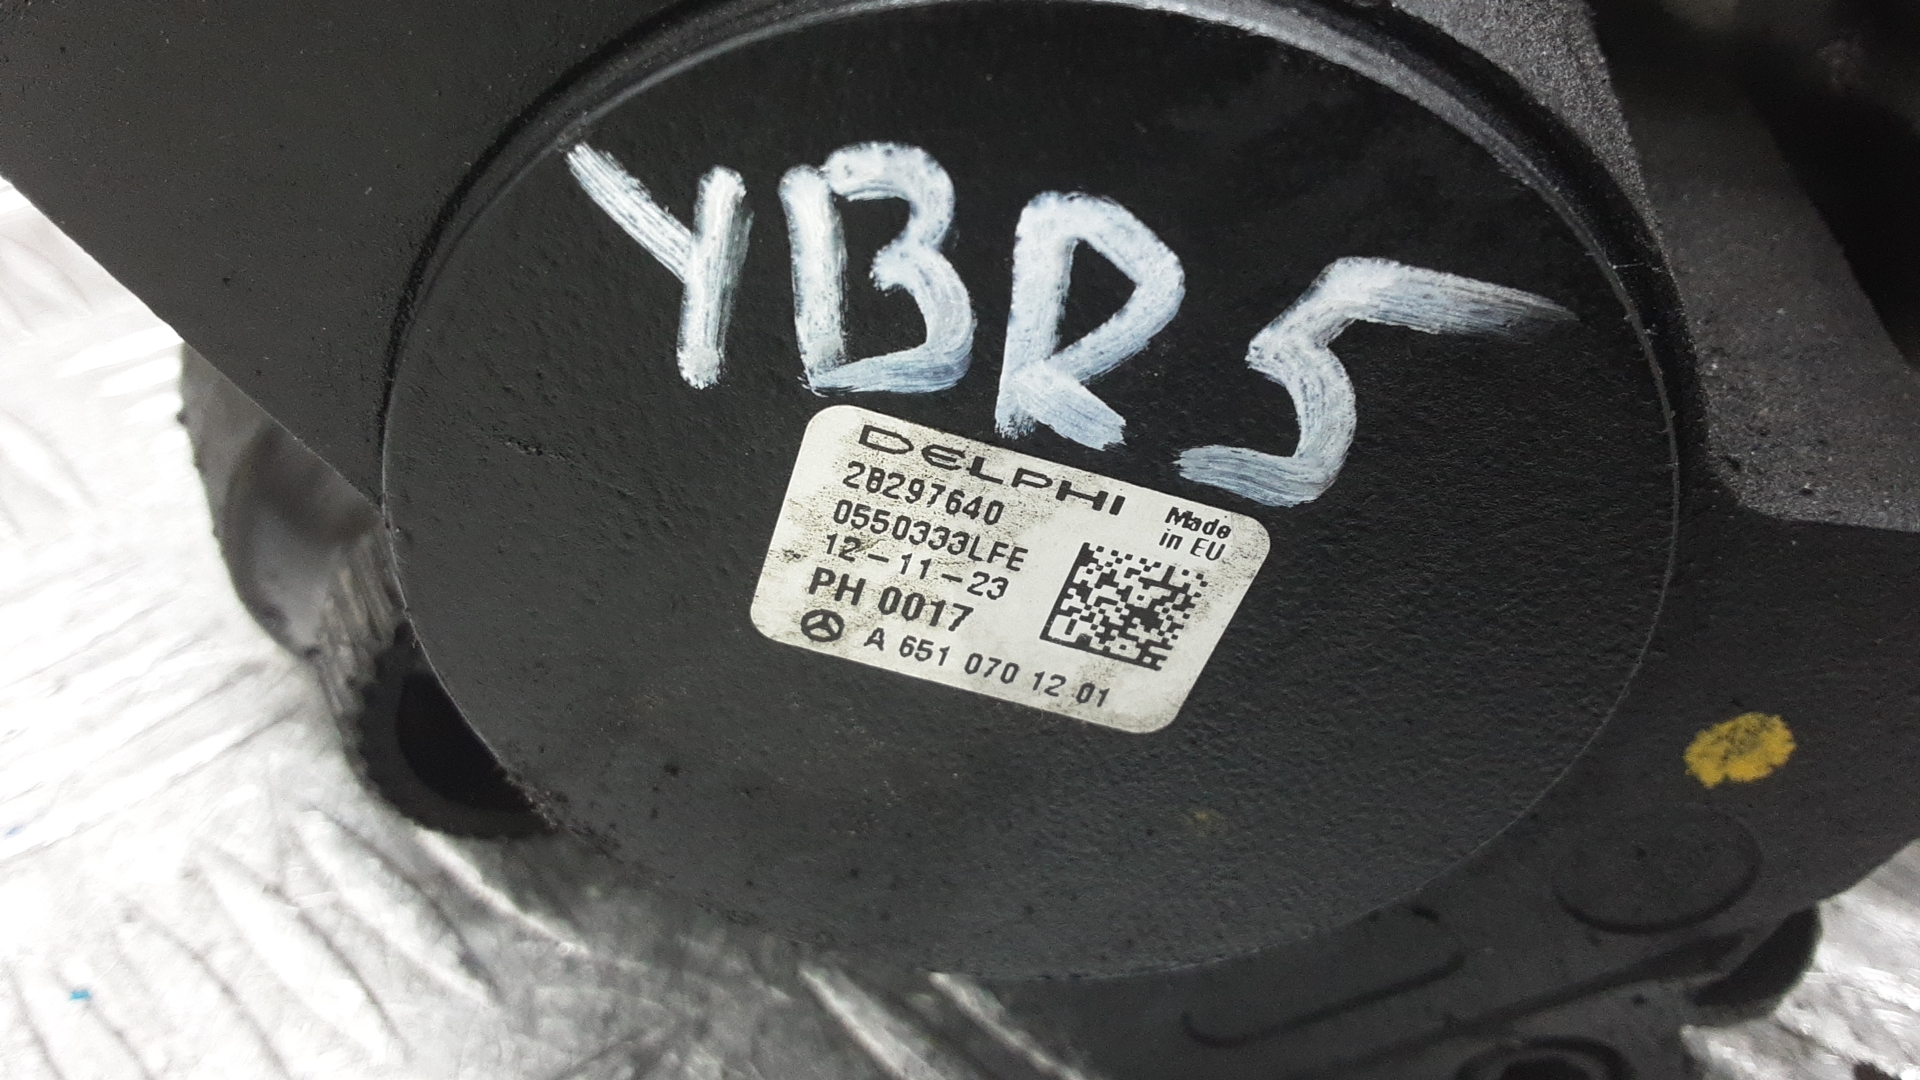 YBR5
DELPHI
28297640
Made
in EU
0550333LFE
12-11-23
PH 0017
A 651 070 12 01